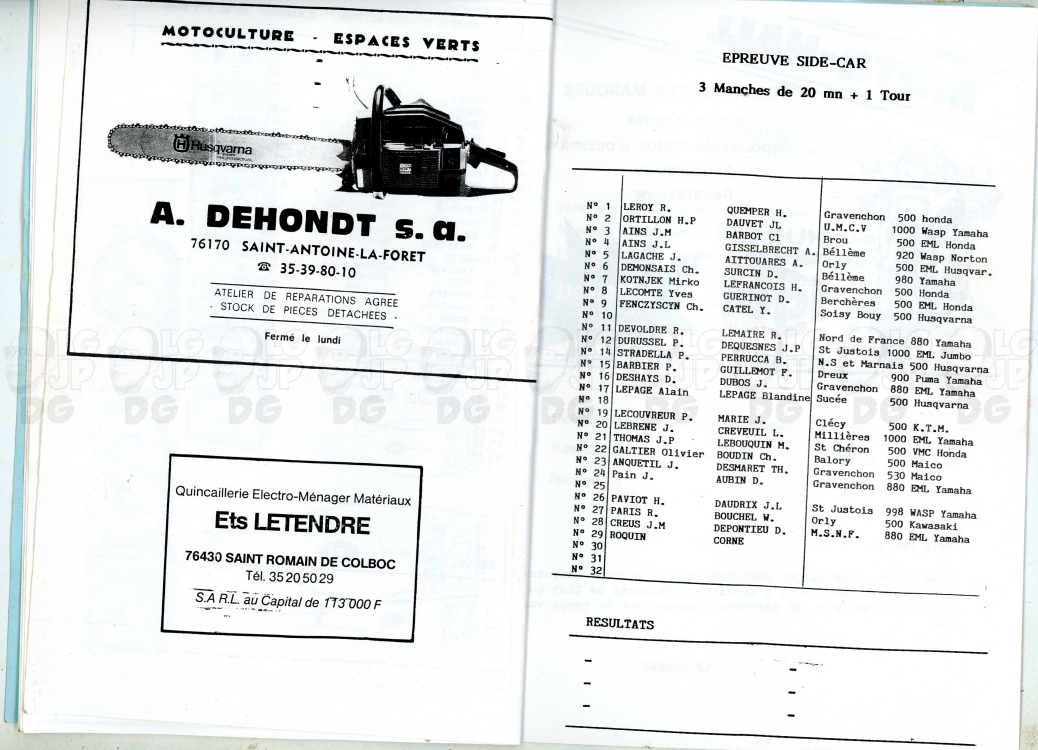 MOTOCULTURE - ESPACES VERTS
Husqvarna
A. DEHONDT s.a.
76170 SAINT-ANTOINE-LA-FORET
☎ 35-39-80-10
ATELIER DE REPARATIONS AGREE
- STOCK DE PIECES DETACHEES -
Fermé le lundi
Quincaillerie Electro-Ménager Matériaux
Ets LETENDRE
76430 SAINT ROMAIN DE COLBOC
Tél. 35 20 50 29
S.A R.L. au Capital de 113 000 F
EPREUVE SIDE-CAR
3 Manches de 20 mn + 1 Tour
N° 1 LEROY R. QUEMPER H. Gravenchon 500 honda
N° 2 ORTILLON H.P DAUVET JL U.M.C.V 1000 Wasp Yamaha
N° 3 AINS J.M BARBOT Cl Brou 500 EML Honda
N° 4 AINS J.L GISSELBRECHT A. Béllème 920 Wasp Norton
N° 5 LAGACHE J. AITTOUARES A. Orly 500 EML Husqvar.
N° 6 DEMONSAIS Ch. SURCIN D. Béllème 980 Yamaha
N° 7 KOTNJEK Mirko LEFRANCOIS H. Gravenchon 500 Honda
N° 8 LECOMTE Yves GUERINOT D. Berchères 500 EML Honda
N° 9 FENCZYSCYN Ch. CATEL Y. Soisy Bouy 500 Husqvarna
N° 10
N° 11 DEVOLDRE R. LEMAIRE R. Nord de France 880 Yamaha
N° 12 DURUSSEL P. DEQUESNES J.P St Justois 1000 EML Jumbo
N° 14 STRADELLA P. PERRUCCA B. N.S et Marnais 500 Husqvarna
N° 15 BARBIER P. GUILLEMOT F. Dreux 900 Puma Yamaha
N° 16 DESHAYS D. DUBOS J. Gravenchon 880 EML Yamaha
N° 17 LEPAGE Alain LEPAGE Blandine Sucée 500 Husqvarna
N° 18
N° 19 LECOUVREUR P. MARIE J. Clécy 500 K.T.M.
N° 20 LEBRENE J. CREVEUIL L. Millières 1000 EML Yamaha
N° 21 THOMAS J.P LEBOUQUIN M. St Chéron 500 VMC Honda
N° 22 GALTIER Olivier BOUDIN Ch. Balory 500 Maico
N° 23 ANQUETIL J. DESMARET TH. Gravenchon 530 Maico
N° 24 Pain J. AUBIN D. Gravenchon 880 EML Yamaha
N° 25
N° 26 PAVIOT H. DAUDRIX J.L St Justois 998 WASP Yamaha
N° 27 PARIS R. BOUCHEL W. Orly 500 Kawasaki
N° 28 CREUS J.M DEPONTIEU D. M.S.N.F. 880 EML Yamaha
N° 29 ROQUIN CORNE
N° 30
N° 31
N° 32
RESULTATS
- -
- -
- -